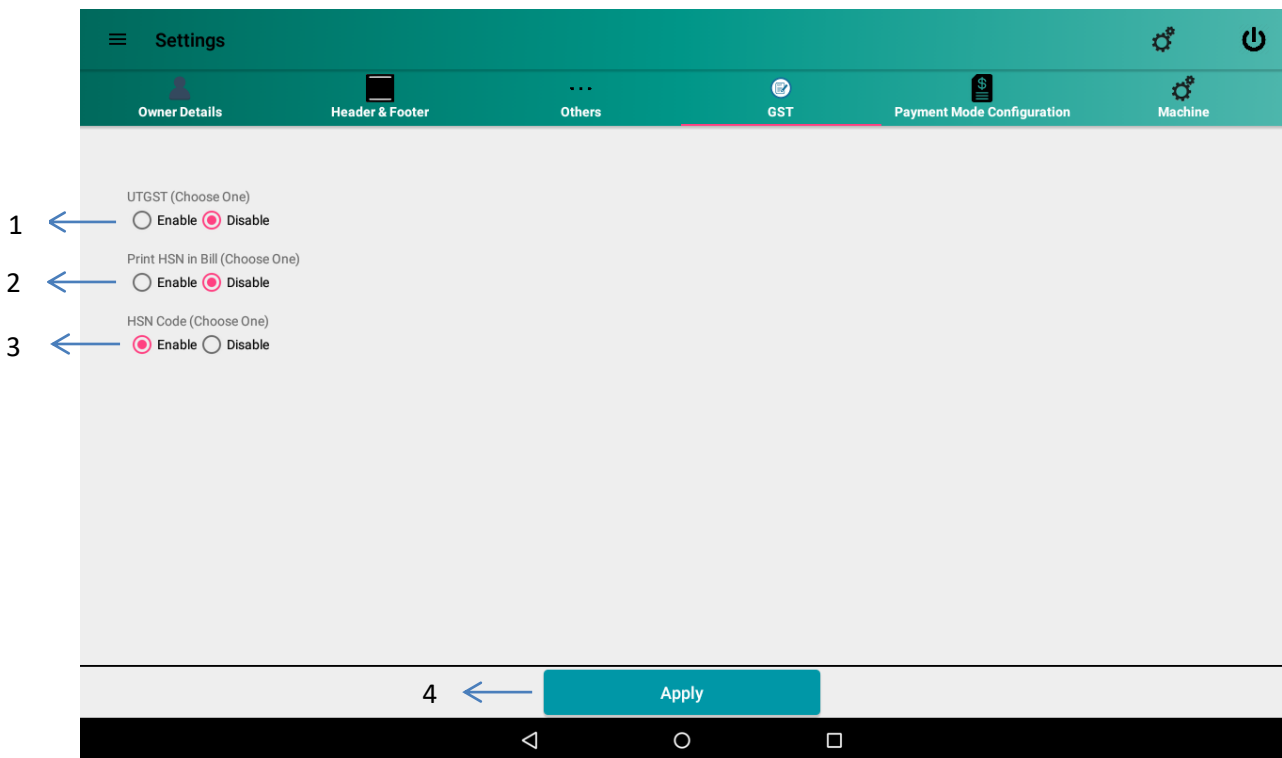 Settings
Owner Details
Header & Footer
Others
GST
Payment Mode Configuration
Machine
UTGST (Choose One)
1
Enable Disable
Print HSN in Bill (Choose One)
2
Enable Disable
HSN Code (Choose One)
3
Enable Disable
4
Apply